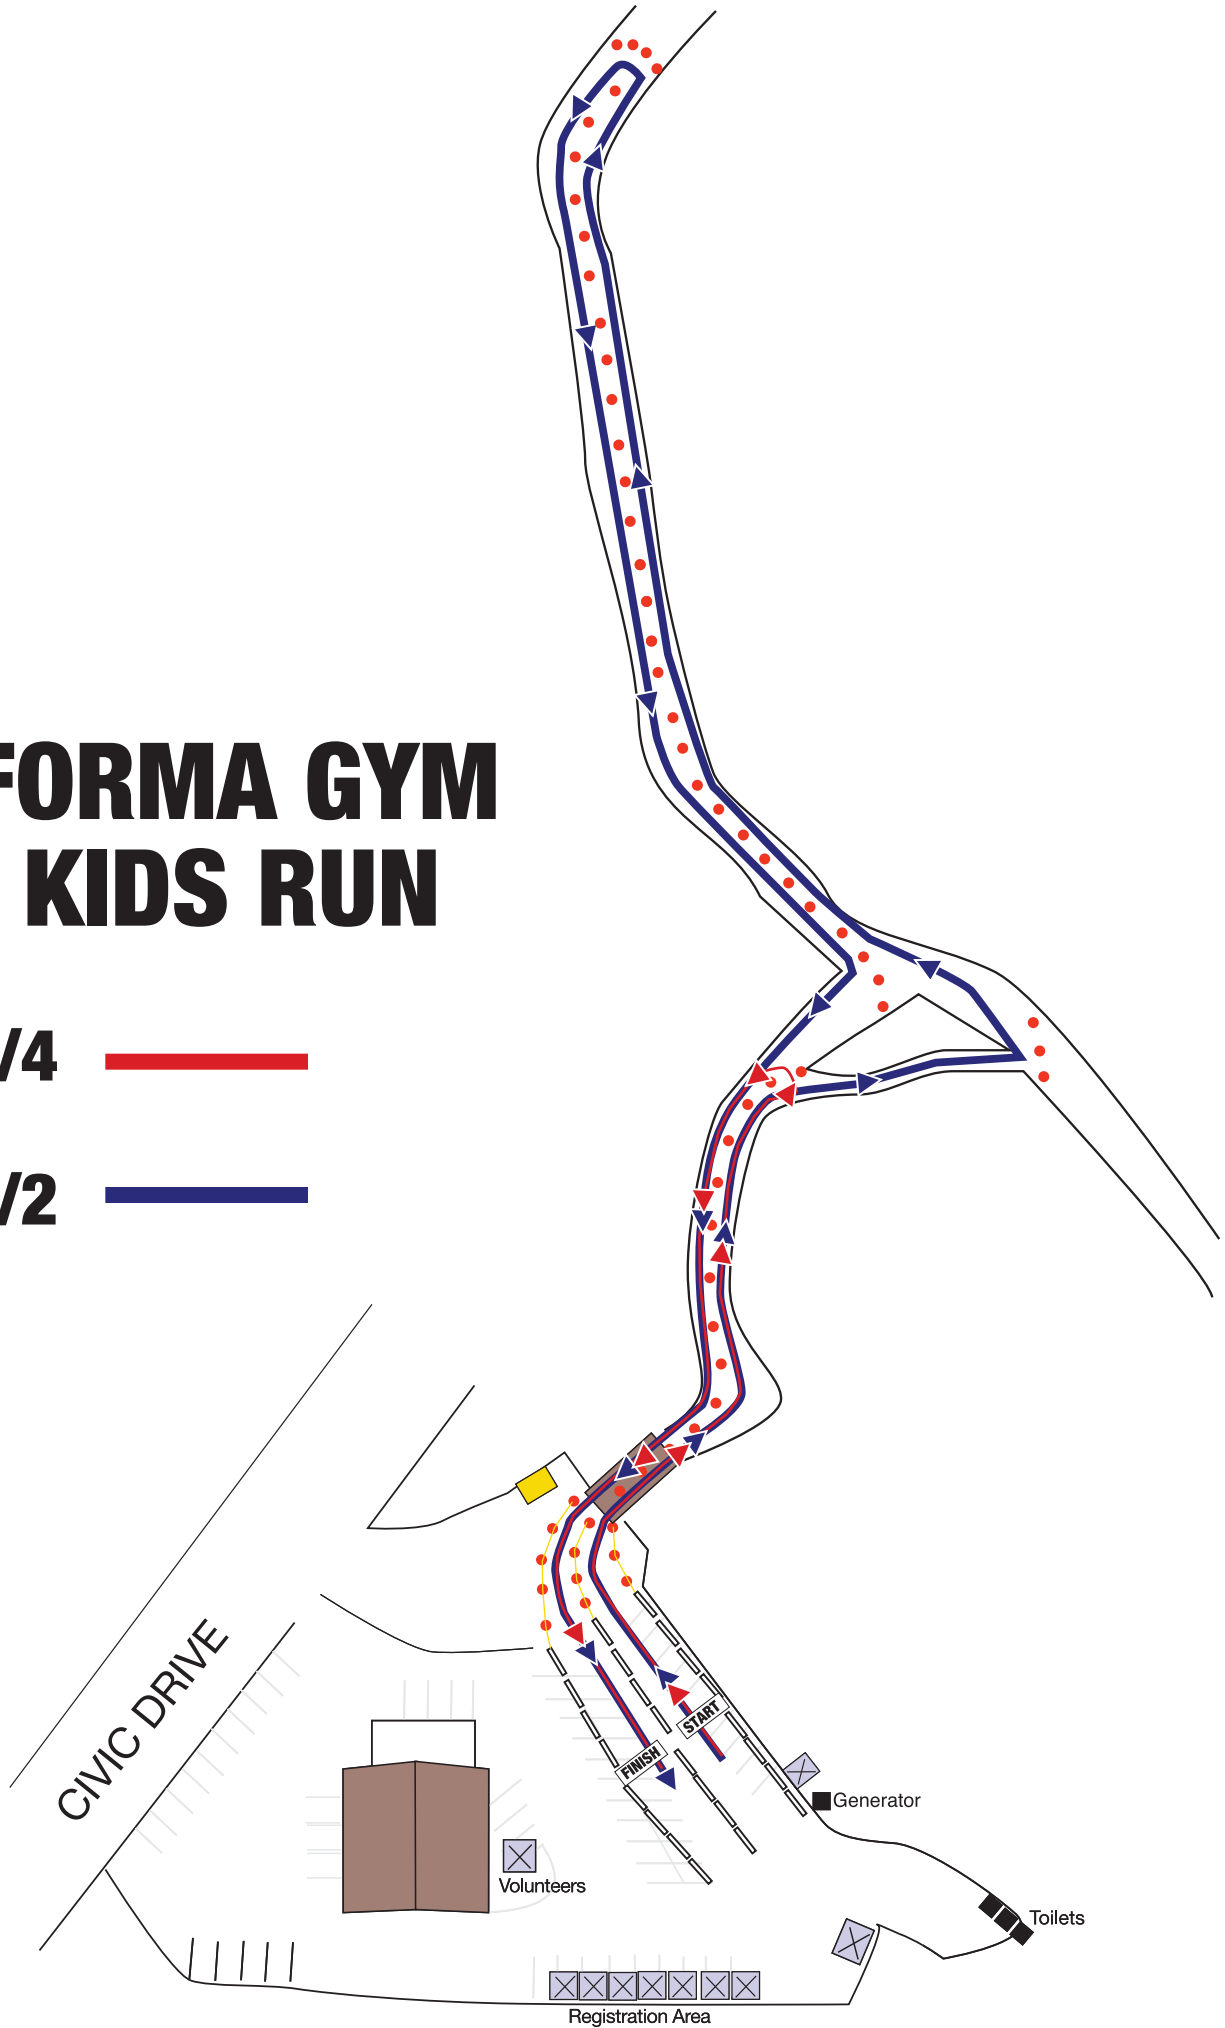 FORMA GYM
KIDS RUN
/4
/2
CIVIC DRIVE
START
FINISH
Generator
Volunteers
Toilets
Registration Area